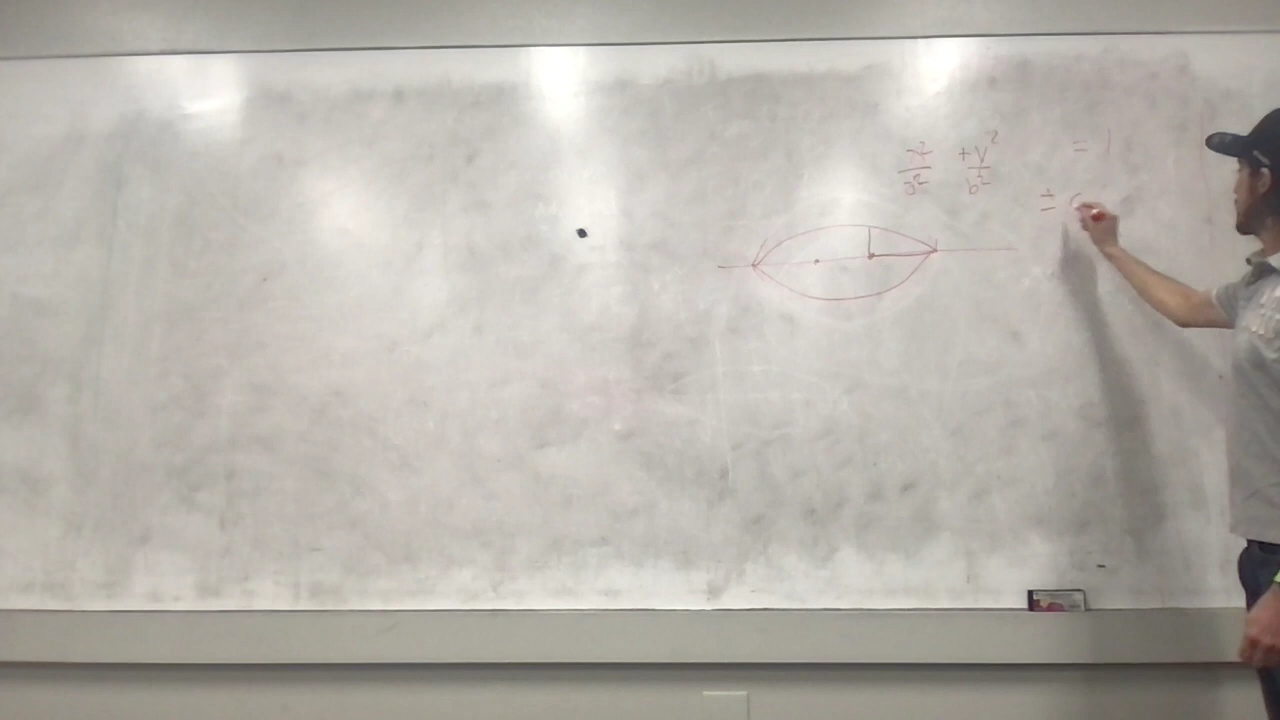 x²/a² + y²/b² = 1
±